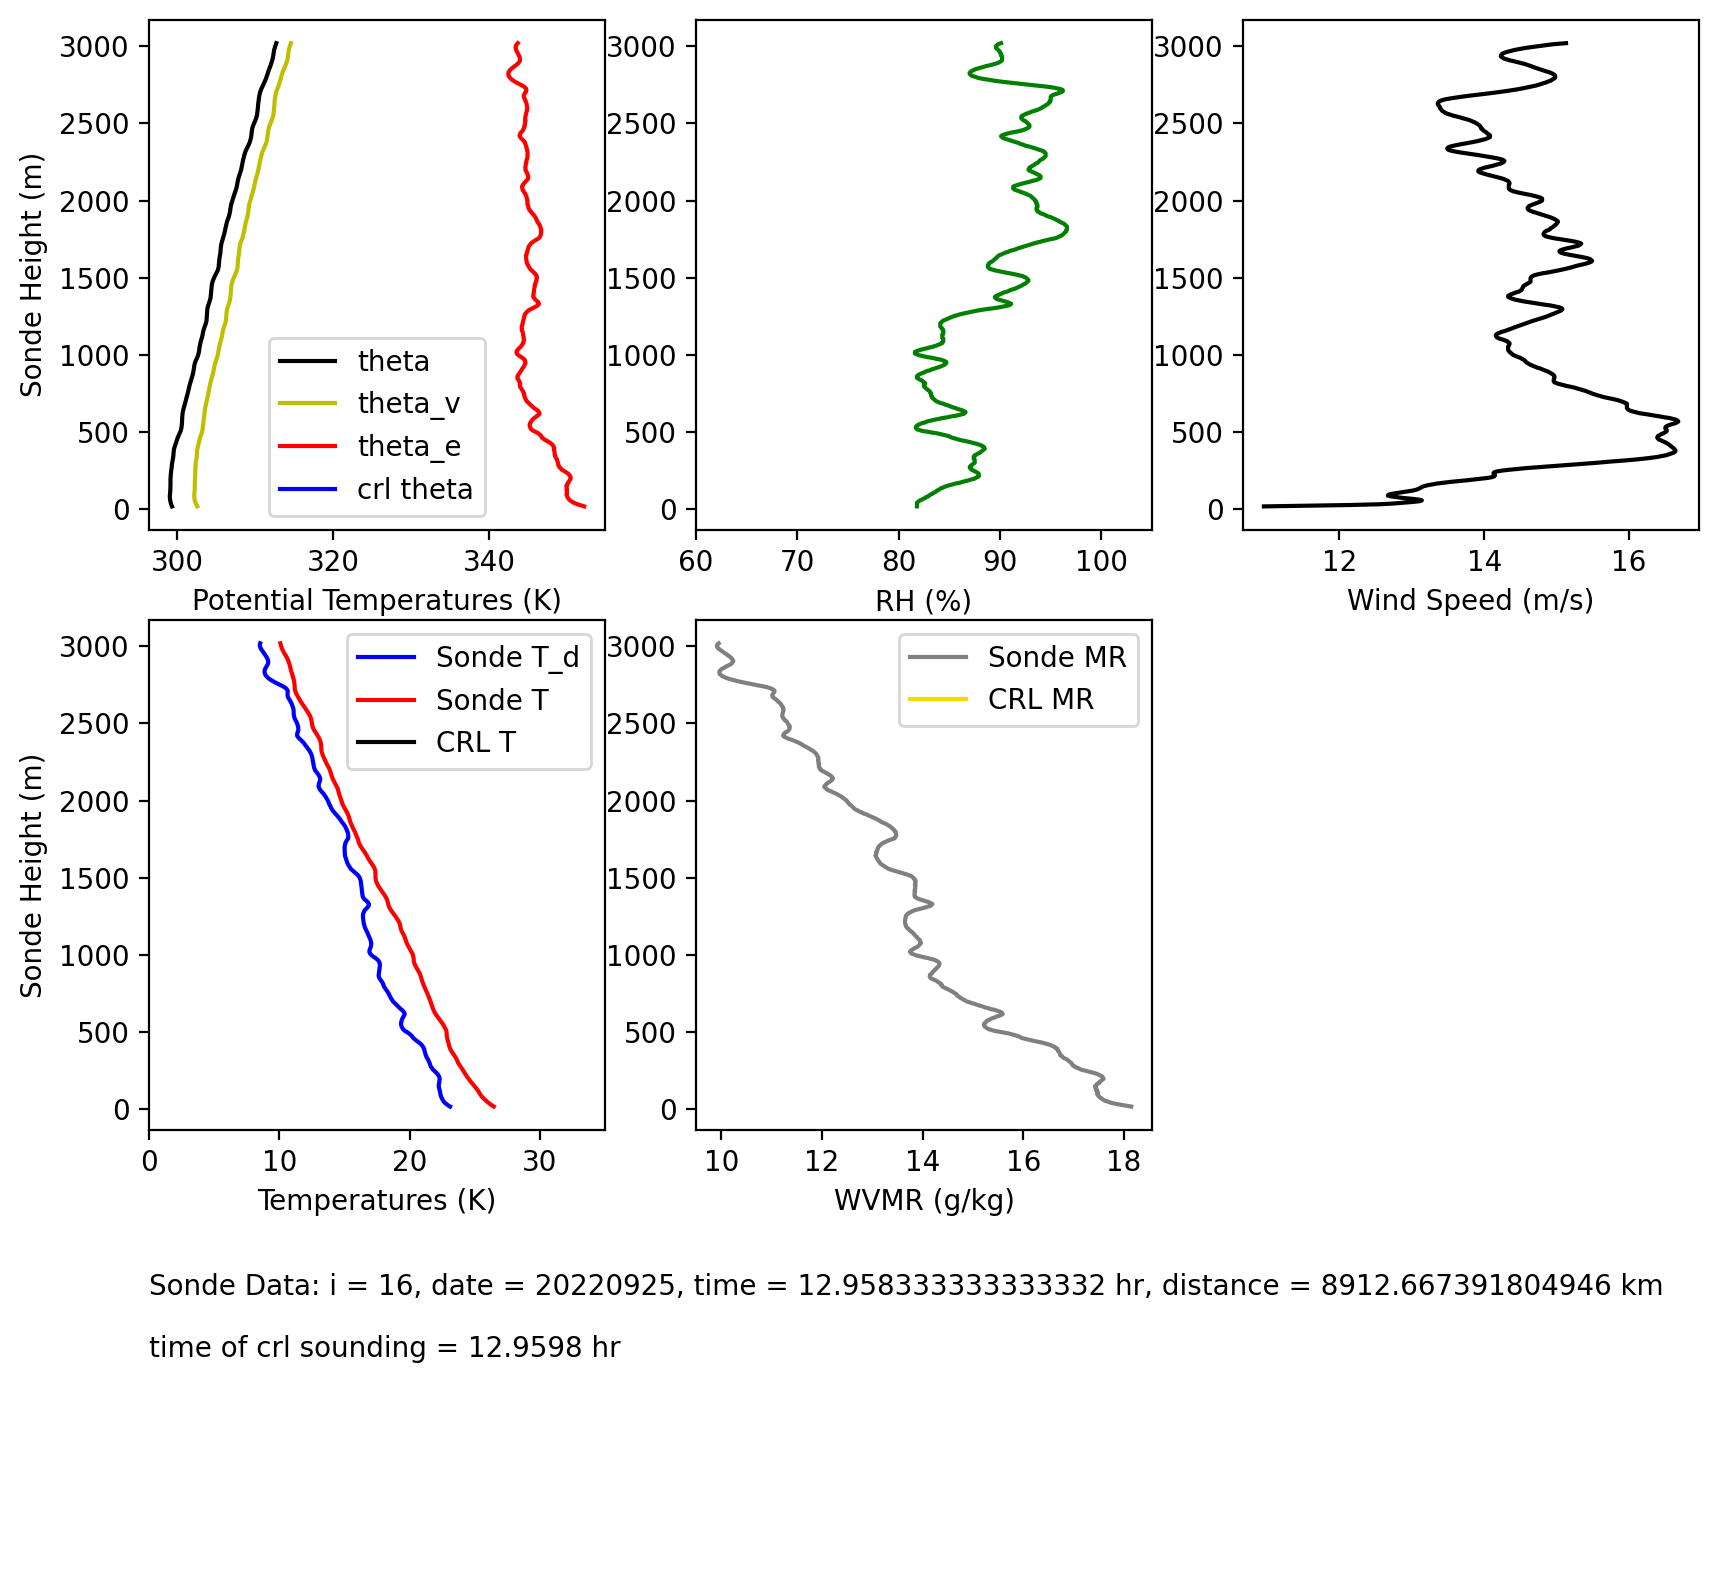 3000
2500
2000
1500
1000
500
0
Sonde Height (m)
theta
theta_v
theta_e
crl theta
300 320 340
Potential Temperatures (K)
3000
2500
2000
1500
1000
500
0
60 70 80 90 100
RH (%)
3000
2500
2000
1500
1000
500
0
12 14 16
Wind Speed (m/s)
3000
2500
2000
1500
1000
500
0
Sonde Height (m)
Sonde T_d
Sonde T
CRL T
0 10 20 30
Temperatures (K)
3000
2500
2000
1500
1000
500
0
Sonde MR
CRL MR
10 12 14 16 18
WVMR (g/kg)
Sonde Data: i = 16, date = 20220925, time = 12.958333333333332 hr, distance = 8912.667391804946 km
time of crl sounding = 12.9598 hr